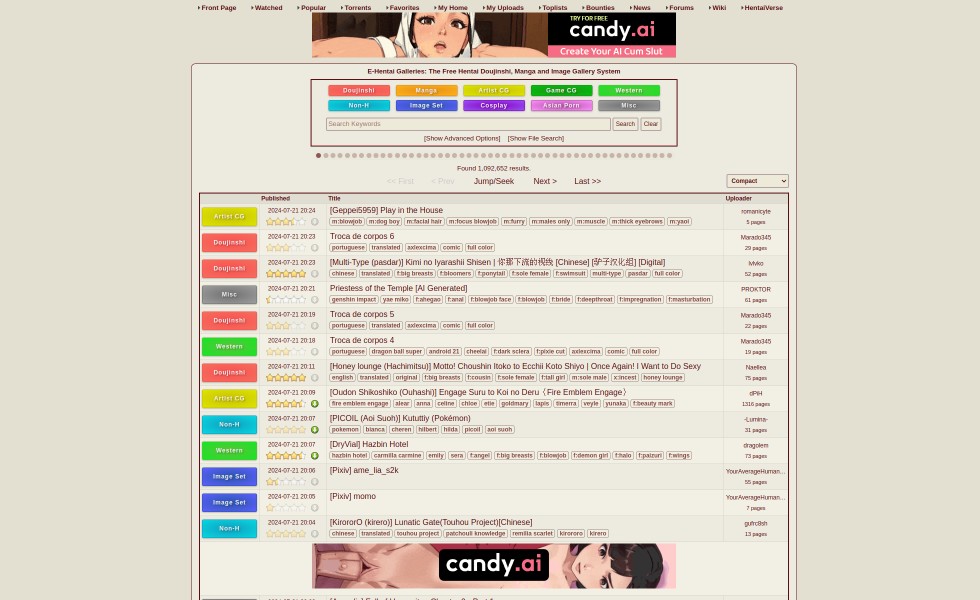 Front Page Watched Popular Torrents Favorites My Home My Uploads Toplists Bounties News Forums Wiki HentaiVerse
TRY FOR FREE
candy.ai
Create Your AI Cum Slut
E-Hentai Galleries: The Free Hentai Doujinshi, Manga and Image Gallery System
Doujinshi Manga Artist CG Game CG Western
Non-H Image Set Cosplay Asian Porn Misc
Search Keywords Search Clear
[Show Advanced Options] [Show File Search]
Found 1,092,652 results.
<< First < Prev Jump/Seek Next > Last >> Compact
Published Title Uploader
Artist CG 2024-07-21 20:24 [Geppei5959] Play in the House romanicyte
m:blowjob m:dog boy m:facial hair m:focus blowjob m:furry m:males only m:muscle m:thick eyebrows m:yaoi 5 pages
Doujinshi 2024-07-21 20:23 Troca de corpos 6 Marado345
portuguese translated axlexcima comic full color 29 pages
Doujinshi 2024-07-21 20:23 [Multi-Type (pasdar)] Kimi no Iyarashii Shisen | 你那下流的视线 [Chinese] [驴子汉化组] [Digital] lvlvko
chinese translated f:big breasts f:bloomers f:ponytail f:sole female f:swimsuit multi-type pasdar full color 52 pages
Misc 2024-07-21 20:21 Priestess of the Temple [AI Generated] PROKTOR
genshin impact yae miko f:ahegao f:anal f:blowjob face f:blowjob f:bride f:deepthroat f:impregnation f:masturbation 61 pages
Doujinshi 2024-07-21 20:19 Troca de corpos 5 Marado345
portuguese translated axlexcima comic full color 22 pages
Western 2024-07-21 20:18 Troca de corpos 4 Marado345
portuguese dragon ball super android 21 cheelai f:dark sclera f:pixie cut axlexcima comic full color 19 pages
Doujinshi 2024-07-21 20:11 [Honey lounge (Hachimitsu)] Motto! Choushin Itoko to Ecchii Koto Shiyo | Once Again! I Want to Do Sexy Naellea
english translated original f:big breasts f:cousin f:sole female f:tall girl m:sole male x:incest honey lounge 75 pages
Artist CG 2024-07-21 20:09 [Oudon Shikoshiko (Ouhashi)] Engage Suru to Koi no Deru《Fire Emblem Engage》 dPtH
fire emblem engage alear anna celine chloe etie goldmary lapis timerra veyle yunaka f:beauty mark 1316 pages
Non-H 2024-07-21 20:07 [PICOIL (Aoi Suoh)] Kututtiy (Pokémon) -Lumina-
pokemon bianca cheren hilbert hilda picoil aoi suoh 31 pages
Western 2024-07-21 20:07 [DryVial] Hazbin Hotel dragolem
hazbin hotel carmilla carmine emily sera f:angel f:big breasts f:blowjob f:demon girl f:halo f:paizuri f:wings 73 pages
Image Set 2024-07-21 20:06 [Pixiv] ame_lia_s2k YourAverageHuman...
55 pages
Image Set 2024-07-21 20:05 [Pixiv] momo YourAverageHuman...
7 pages
Non-H 2024-07-21 20:04 [KirororO (kirero)] Lunatic Gate(Touhou Project)[Chinese] gufrc8sh
chinese translated touhou project patchouli knowledge remilia scarlet kirororo kirero 13 pages
candy.ai